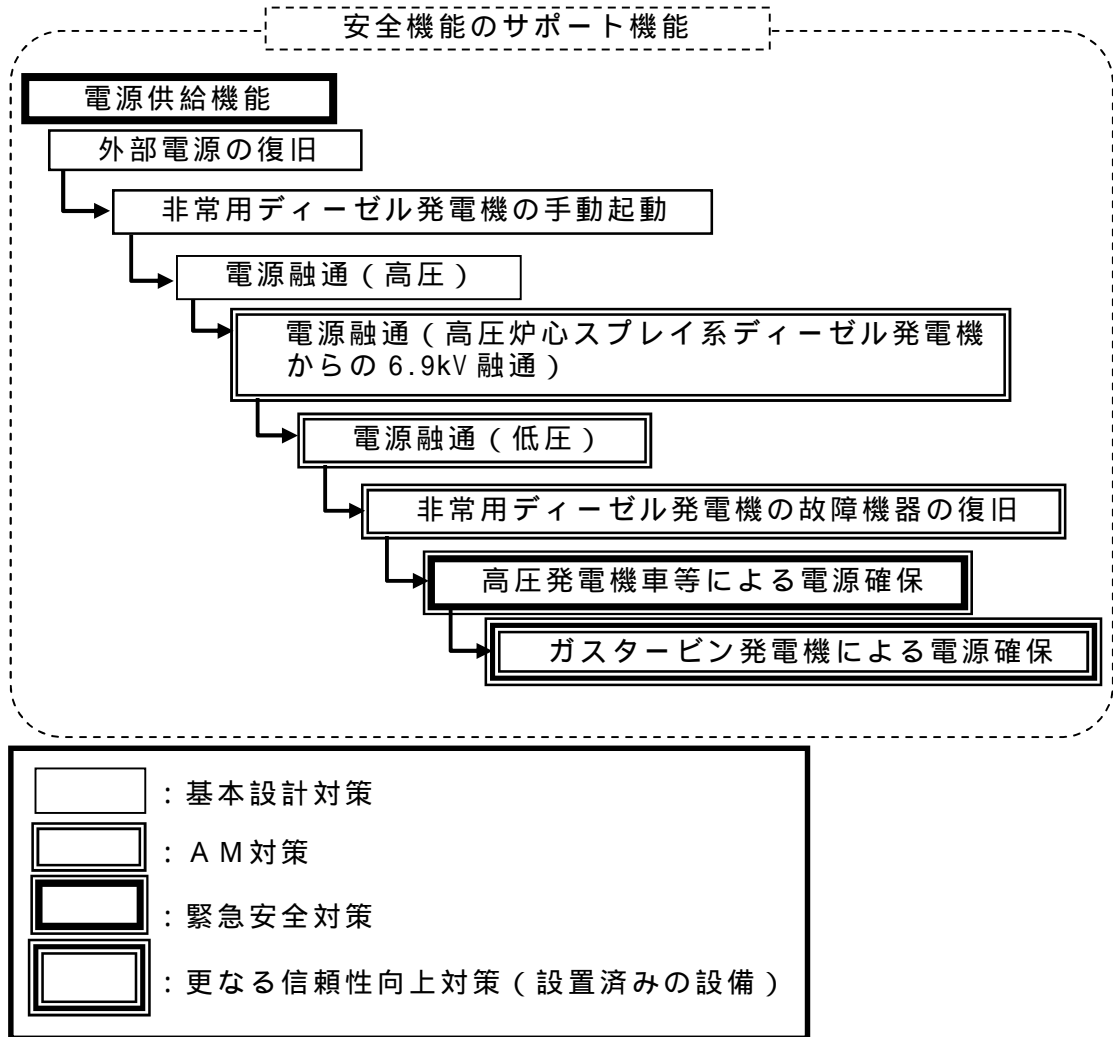 安全機能のサポート機能
電源供給機能
外部電源の復旧
非常用ディーゼル発電機の手動起動
電源融通（高圧）
電源融通（高圧炉心スプレイ系ディーゼル発電機
からの 6.9kV 融通）
電源融通（低圧）
非常用ディーゼル発電機の故障機器の復旧
高圧発電機車等による電源確保
ガスタービン発電機による電源確保
：基本設計対策
：ＡＭ対策
：緊急安全対策
：更なる信頼性向上対策（設置済みの設備）